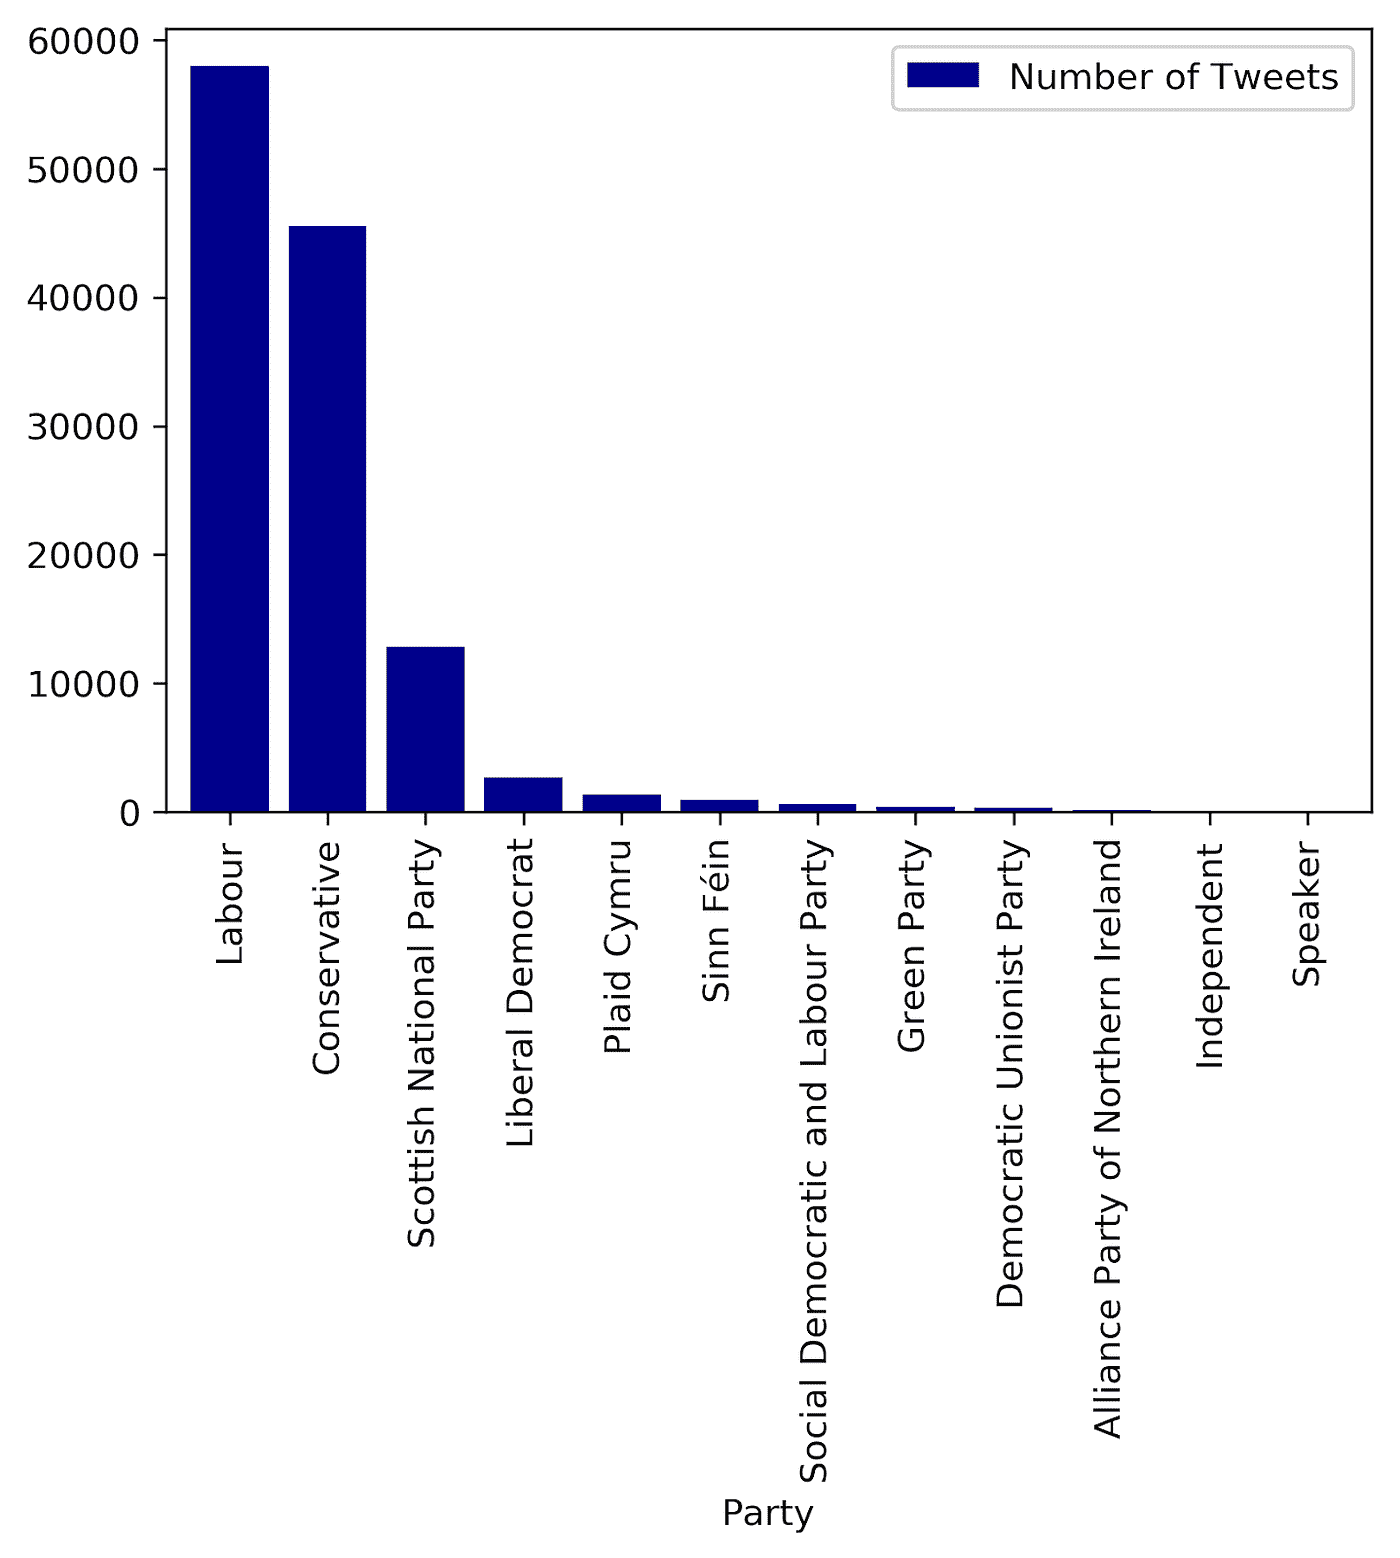 60000
50000
40000
30000
20000
10000
0
Number of Tweets
Labour
Conservative
Scottish National Party
Liberal Democrat
Plaid Cymru
Sinn Féin
Social Democratic and Labour Party
Green Party
Democratic Unionist Party
Alliance Party of Northern Ireland
Independent
Speaker
Party